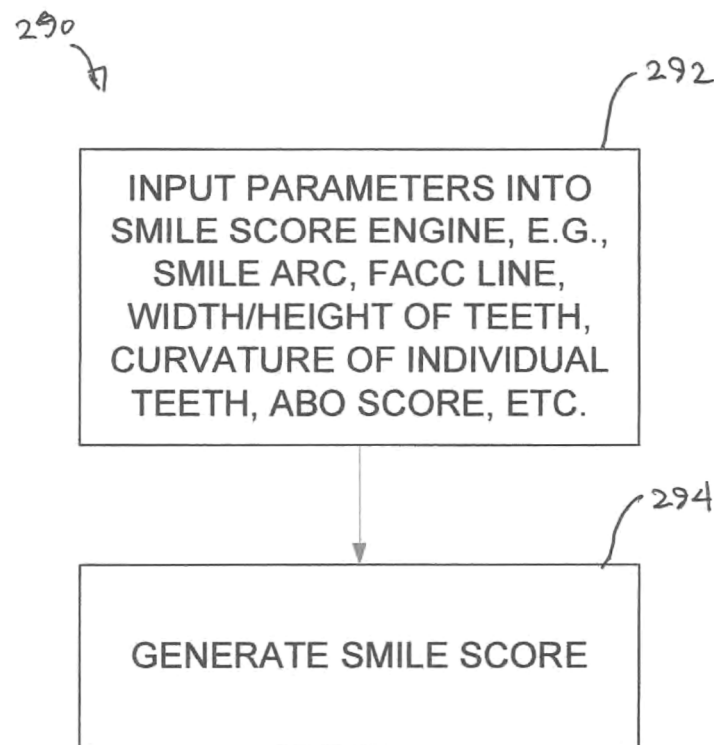 290
292
INPUT PARAMETERS INTO
SMILE SCORE ENGINE, E.G.,
SMILE ARC, FACC LINE,
WIDTH/HEIGHT OF TEETH,
CURVATURE OF INDIVIDUAL
TEETH, ABO SCORE, ETC.
294
GENERATE SMILE SCORE